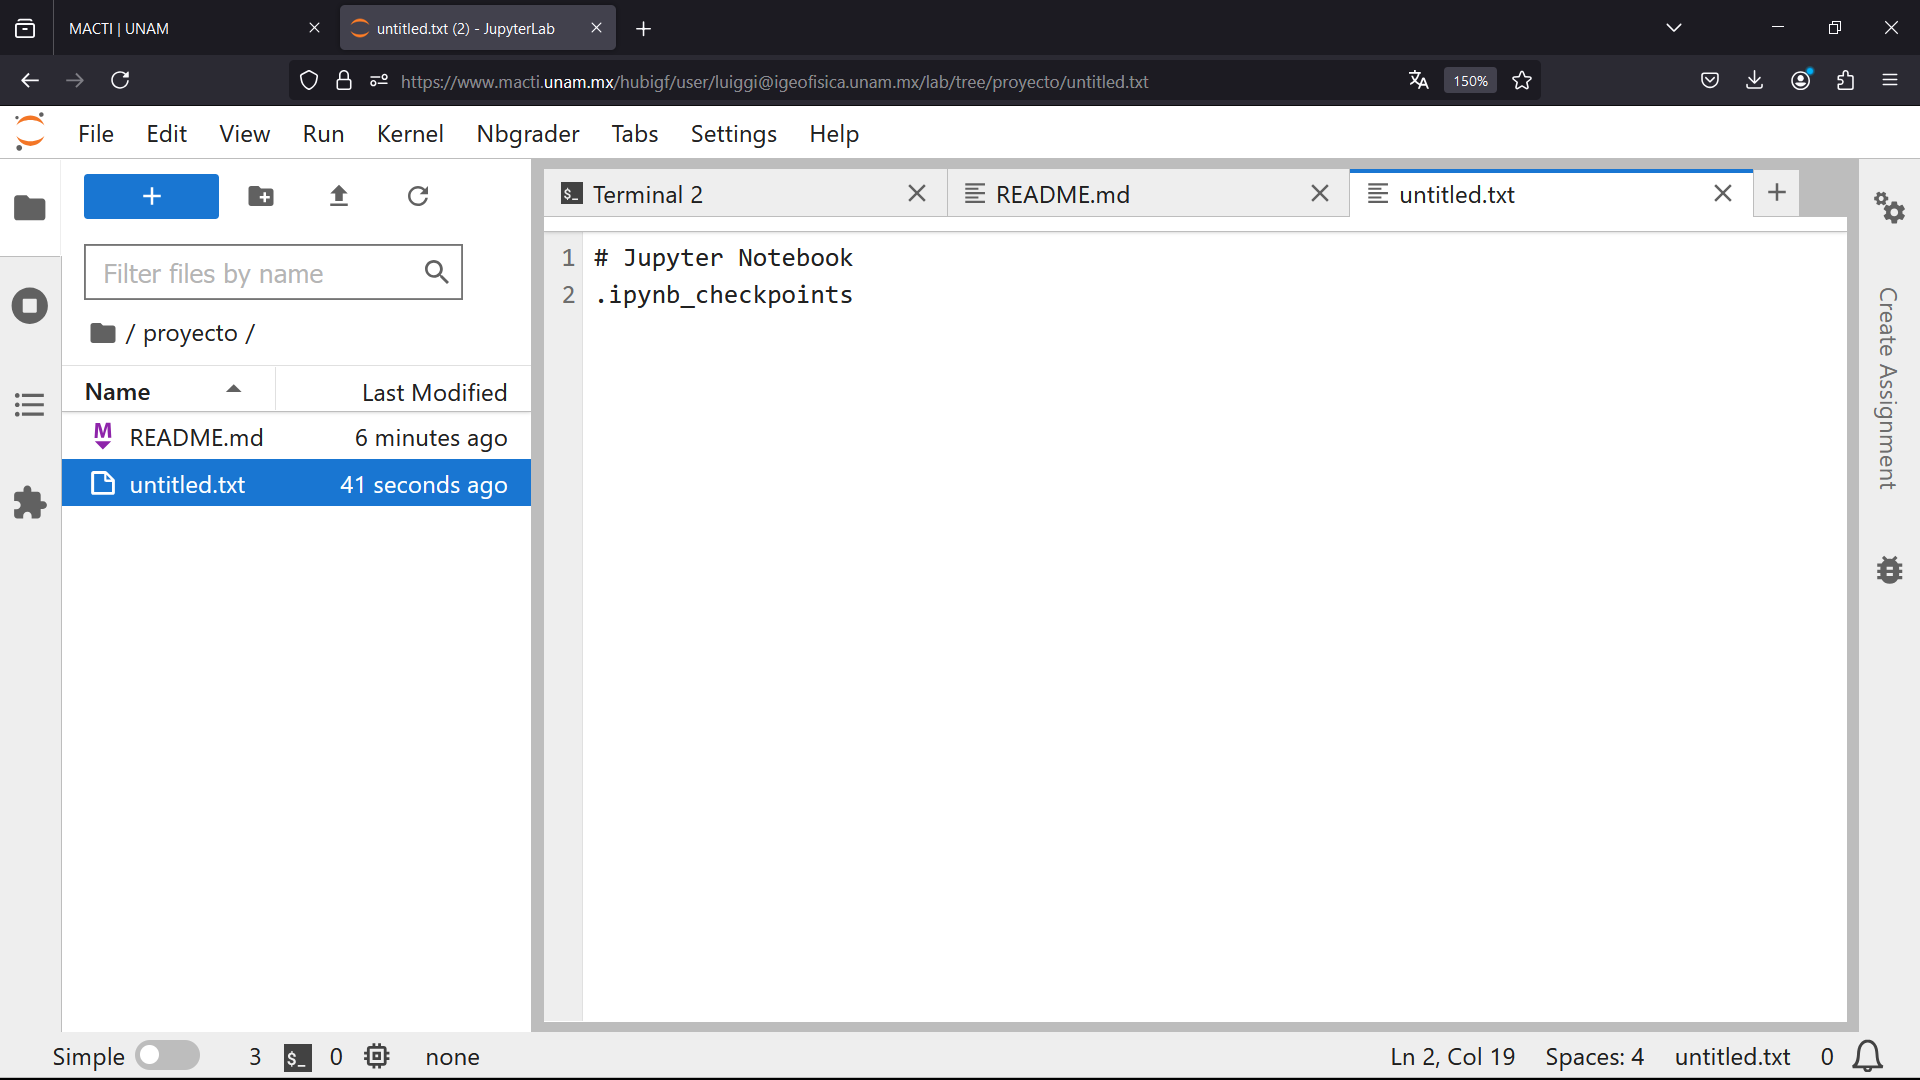 MACTI | UNAM
untitled.txt (2) - JupyterLab
https://www.macti.unam.mx/hubigf/user/luiggi@igeofisica.unam.mx/lab/tree/proyecto/untitled.txt
150%
File Edit View Run Kernel Nbgrader Tabs Settings Help
Filter files by name
/ proyecto /
Name Last Modified
README.md 6 minutes ago
untitled.txt 41 seconds ago
Terminal 2
README.md
untitled.txt
1 # Jupyter Notebook
2 .ipynb_checkpoints
Create Assignment
Simple 3 $_ 0 none Ln 2, Col 19 Spaces: 4 untitled.txt 0